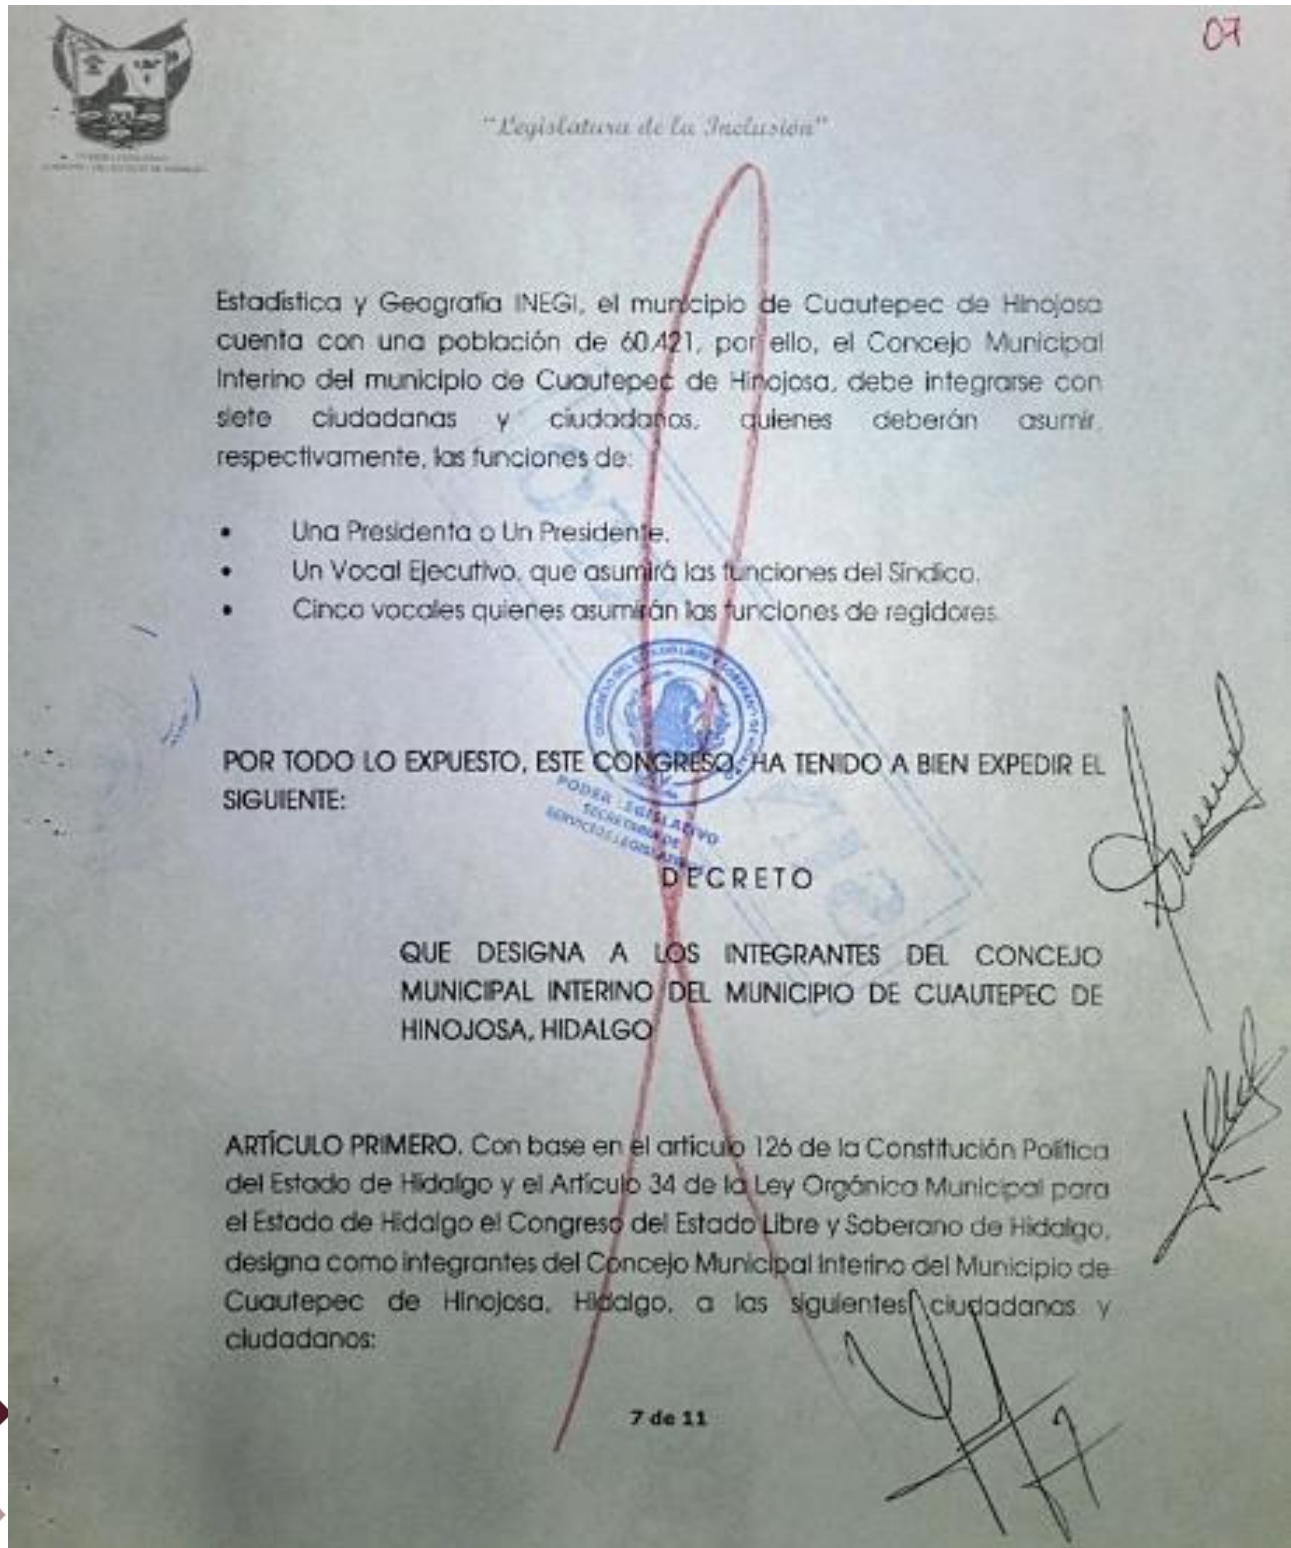 07
"Legislatura de la Inclusión"
Estadística y Geografía INEGI, el municipio de Cuautepec de Hinojosa
cuenta con una población de 60,421, por ello, el Concejo Municipal
Interino del municipio de Cuautepec de Hinojosa, debe integrarse con
siete ciudadanas y ciudadanos, quienes deberán asumir,
respectivamente, las funciones de:
• Una Presidenta o Un Presidente.
• Un Vocal Ejecutivo, que asumirá las funciones del Síndico.
• Cinco vocales quienes asumirán las funciones de regidores.
POR TODO LO EXPUESTO, ESTE CONGRESO, HA TENIDO A BIEN EXPEDIR EL
SIGUIENTE:
PODER LEGISLATIVO
SECRETARIA DE
SERVICIOS LEGISLATIVOS
DECRETO
QUE DESIGNA A LOS INTEGRANTES DEL CONCEJO
MUNICIPAL INTERINO DEL MUNICIPIO DE CUAUTEPEC DE
HINOJOSA, HIDALGO
ARTÍCULO PRIMERO. Con base en el artículo 126 de la Constitución Política
del Estado de Hidalgo y el Artículo 34 de la Ley Orgánica Municipal para
el Estado de Hidalgo el Congreso del Estado Libre y Soberano de Hidalgo,
designa como integrantes del Concejo Municipal Interino del Municipio de
Cuautepec de Hinojosa, Hidalgo, a las siguientes ciudadanas y
ciudadanos:
7 de 11